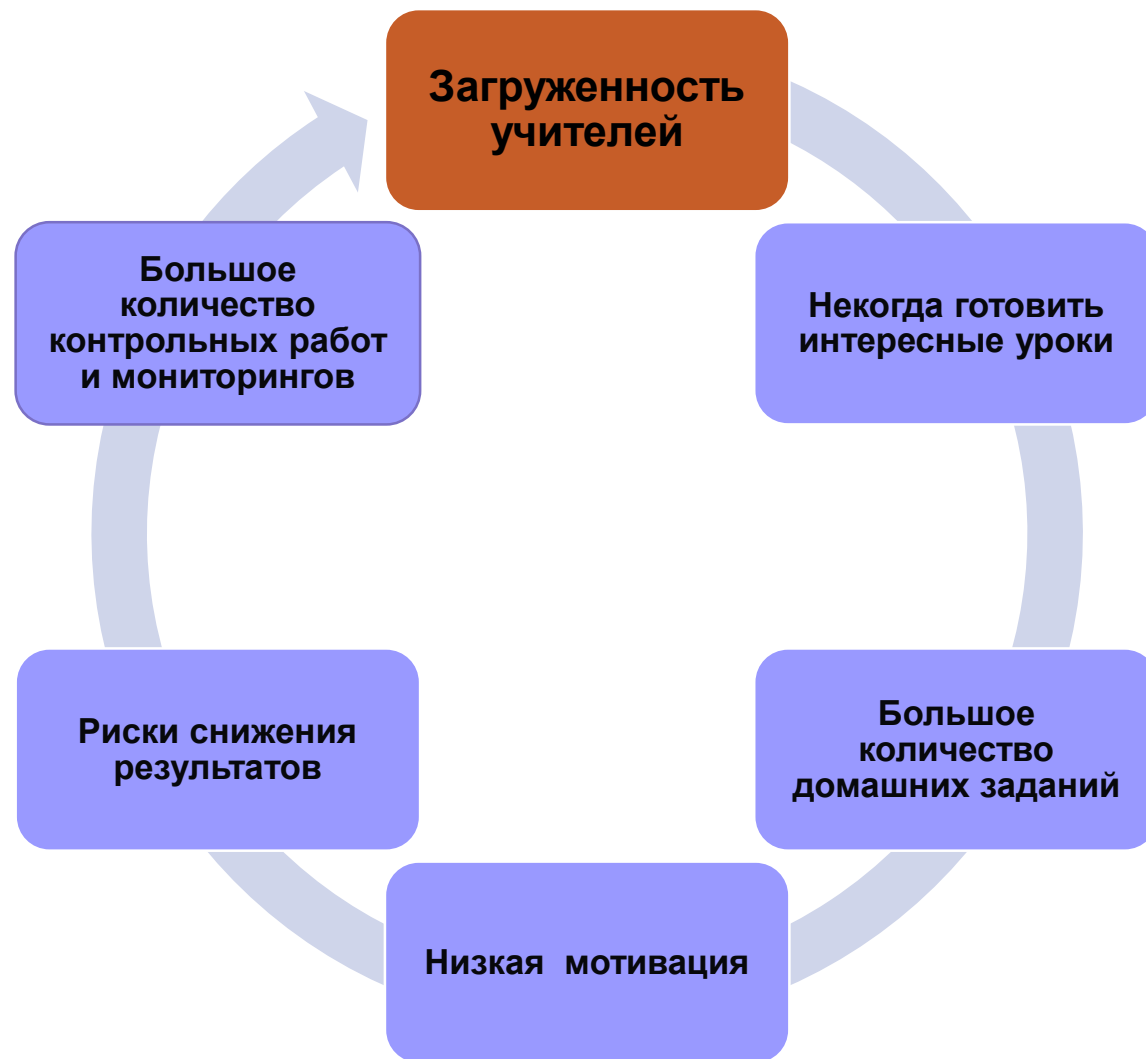 Загруженность
учителей
Некогда готовить
интересные уроки
Большое
количество
домашних заданий
Низкая мотивация
Риски снижения
результатов
Большое
количество
контрольных работ
и мониторингов